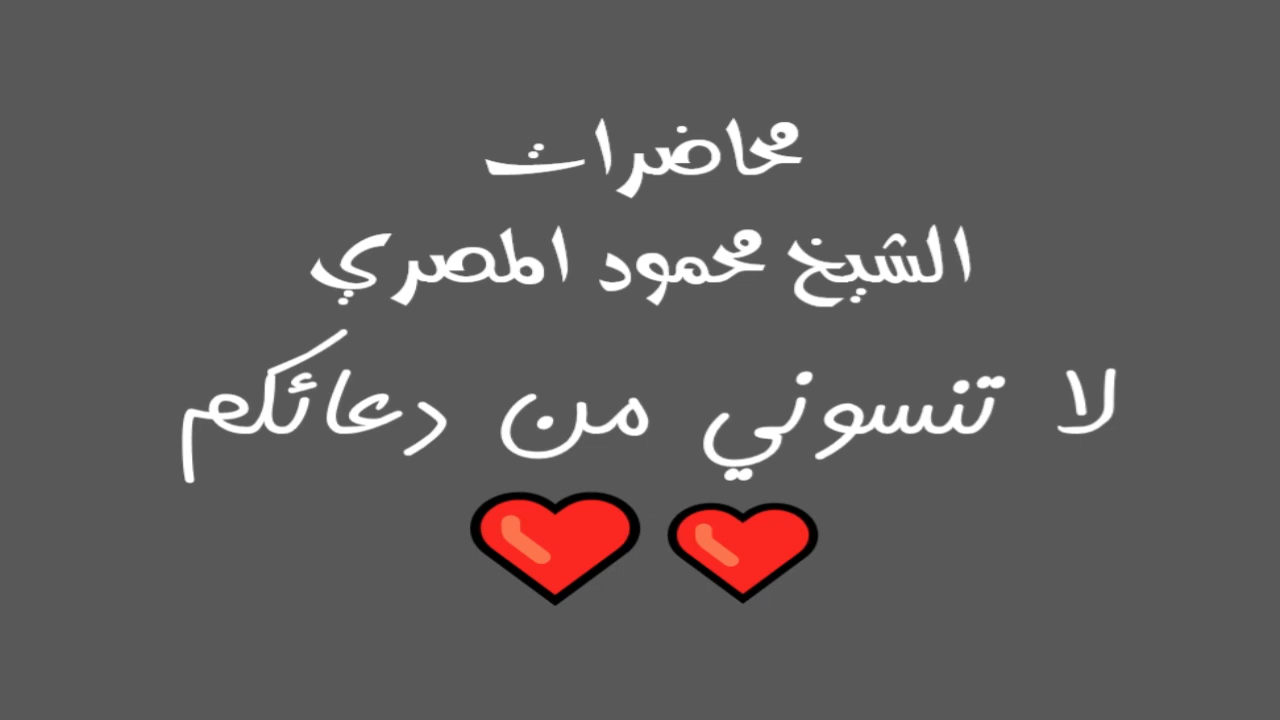 محاضرات
الشيخ محمود المصري
لا تنسوني من دعائكم